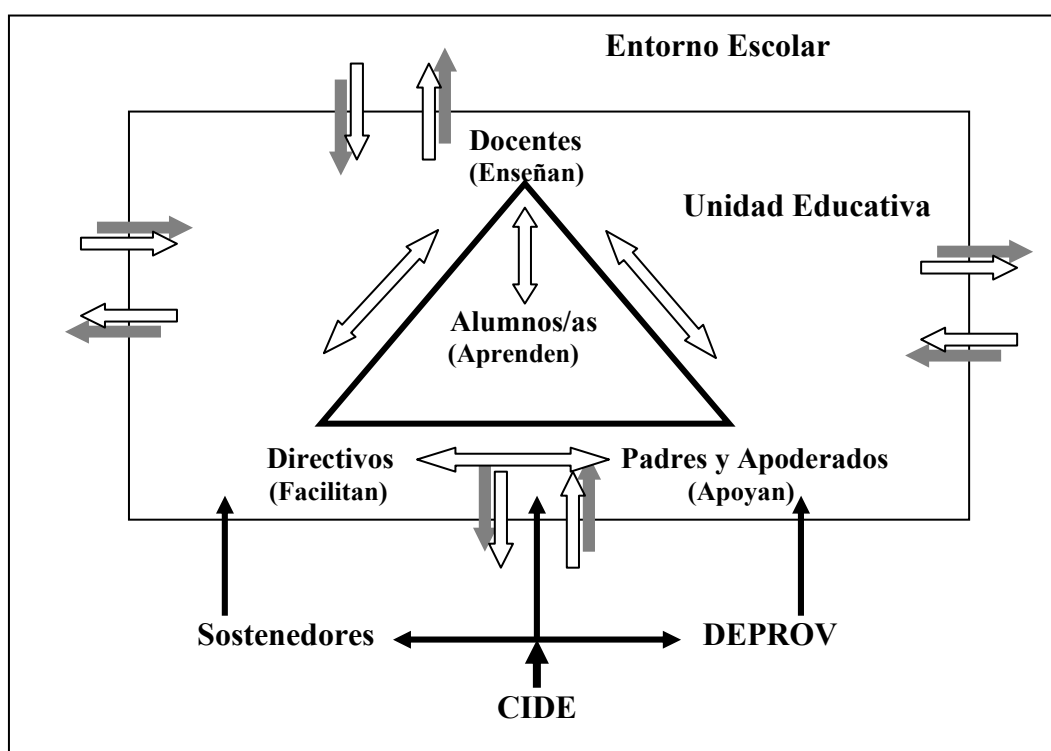 Entorno Escolar
Docentes
(Enseñan)
Unidad Educativa
Alumnos/as
(Aprenden)
Directivos
(Facilitan)
Padres y Apoderados
(Apoyan)
Sostenedores
DEPROV
CIDE